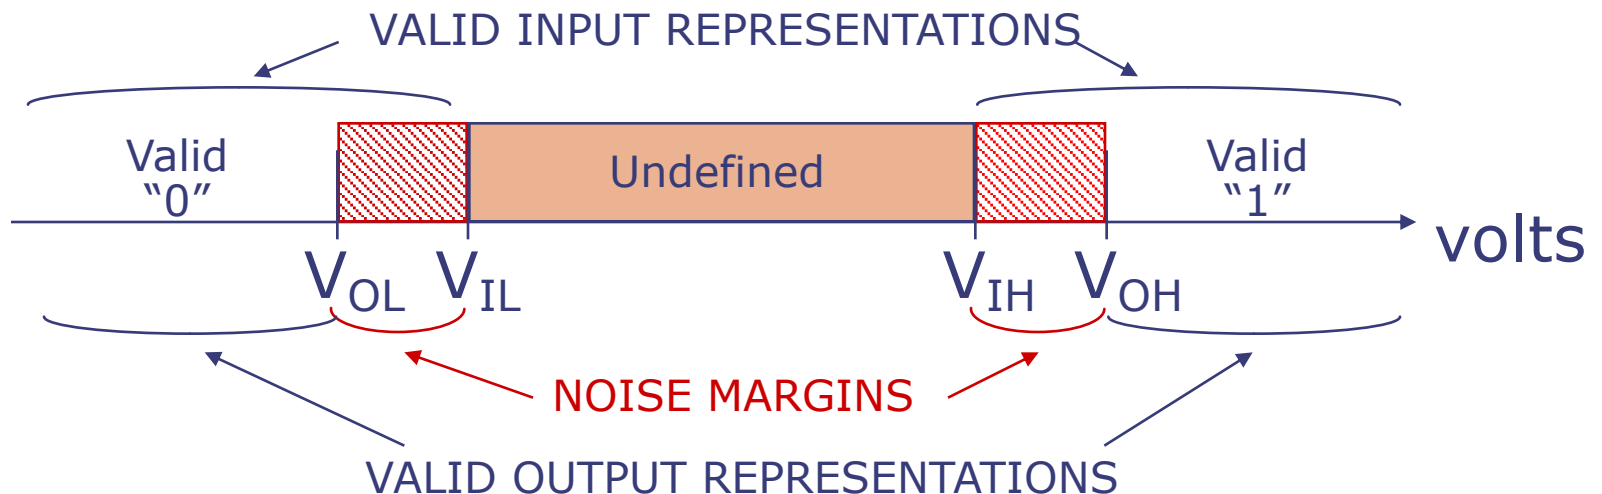 VALID INPUT REPRESENTATIONS
Valid
“0”
Undefined
Valid
“1”
volts
VOL
VIL
VIH
VOH
NOISE MARGINS
VALID OUTPUT REPRESENTATIONS